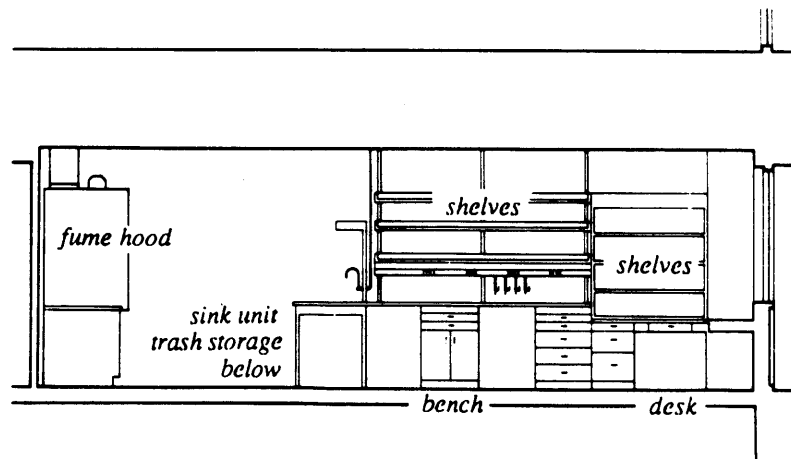 shelves
fume hood
shelves
sink unit
trash storage
below
bench
desk